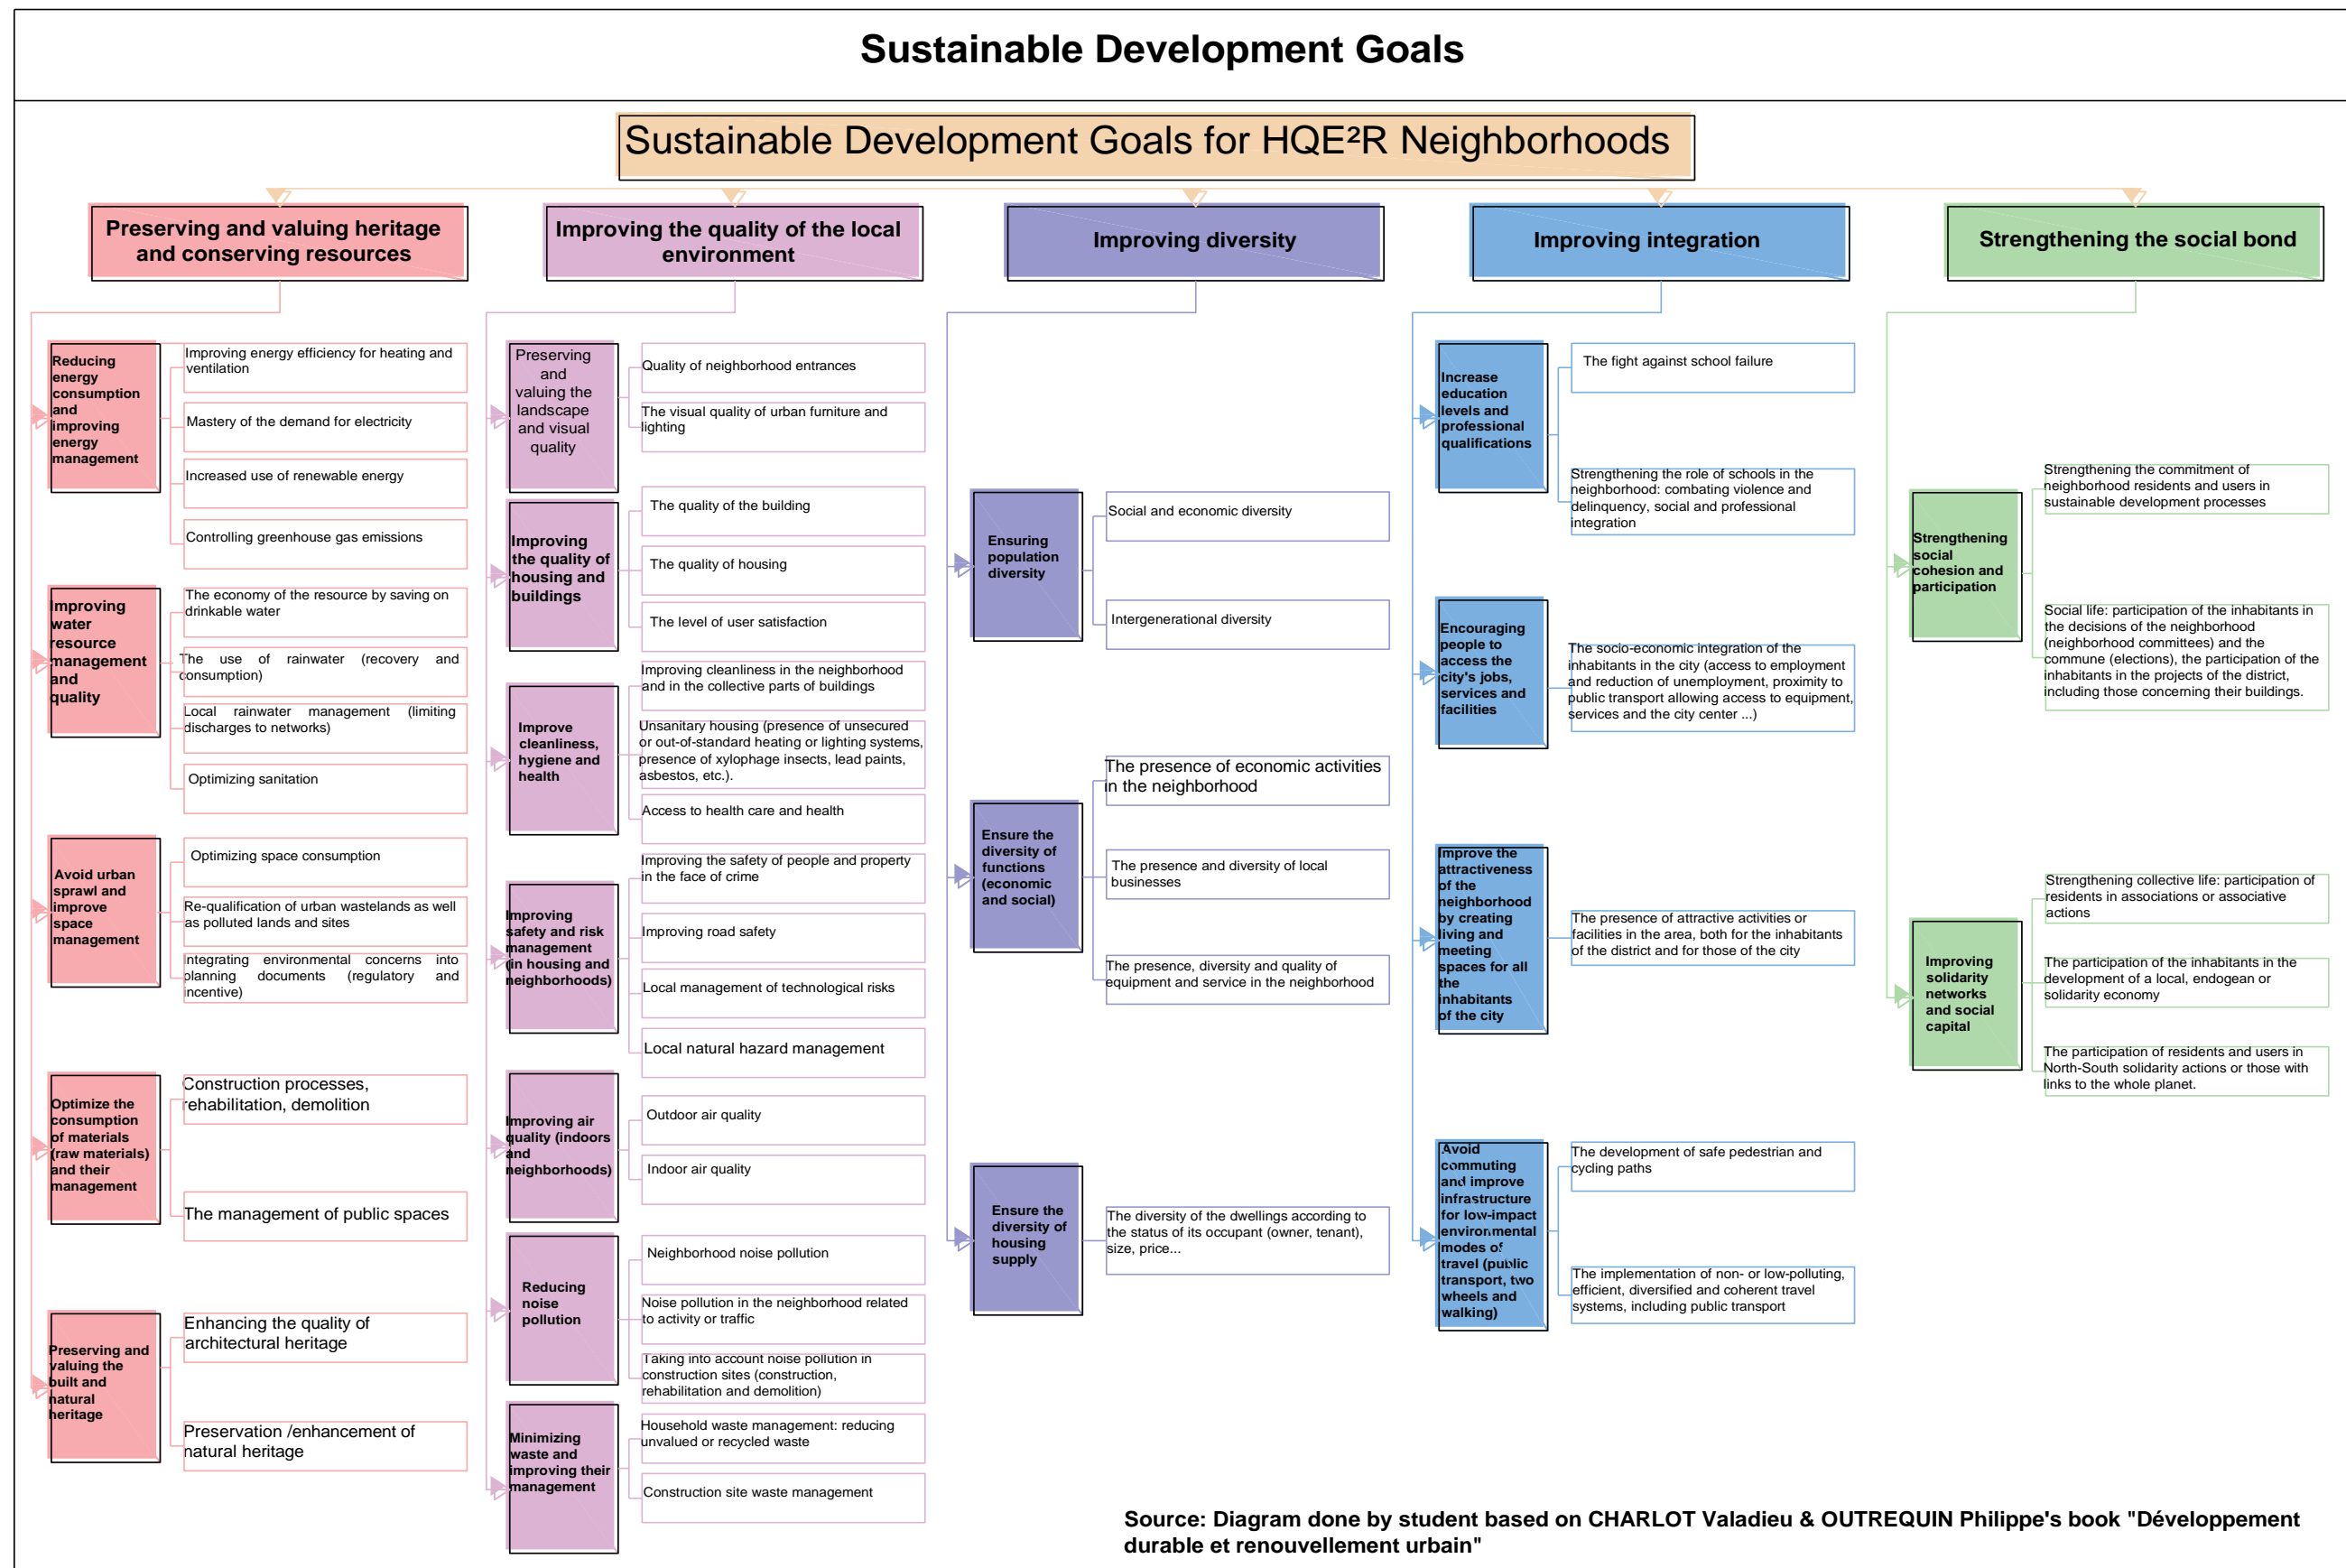 Sustainable Development Goals
Sustainable Development Goals for HQE²R Neighborhoods
Preserving and valuing heritage
and conserving resources
Reducing
energy
consumption
and
improving
energy
management
Improving energy efficiency for heating and
ventilation
Mastery of the demand for electricity
Increased use of renewable energy
Controlling greenhouse gas emissions
Improving
water
resource
management
and
quality
The economy of the resource by saving on
drinkable water
The use of rainwater (recovery and
consumption)
Local rainwater management (limiting
discharges to networks)
Optimizing sanitation
Avoid urban
sprawl and
improve
space
management
Optimizing space consumption
Re-qualification of urban wastelands as well
as polluted lands and sites
Integrating environmental concerns into
planning documents (regulatory and
incentive)
Optimize the
consumption
of materials
(raw materials)
and their
management
Construction processes,
rehabilitation, demolition
The management of public spaces
Preserving and
valuing the
built and
natural
heritage
Enhancing the quality of
architectural heritage
Preservation /enhancement of
natural heritage
Improving the quality of the local
environment
Preserving
and
valuing the
landscape
and visual
quality
Quality of neighborhood entrances
The visual quality of urban furniture and
lighting
Improving
the quality of
housing and
buildings
The quality of the building
The quality of housing
The level of user satisfaction
Improve
cleanliness,
hygiene and
health
Improving cleanliness in the neighborhood
and in the collective parts of buildings
Unsanitary housing (presence of unsecured
or out-of-standard heating or lighting systems,
presence of xylophage insects, lead paints,
asbestos, etc.).
Access to health care and health
Improving
safety and risk
management
(in housing and
neighborhoods)
Improving the safety of people and property
in the face of crime
Improving road safety
Local management of technological risks
Local natural hazard management
Improving air
quality (indoors
and
neighborhoods)
Outdoor air quality
Indoor air quality
Reducing
noise
pollution
Neighborhood noise pollution
Noise pollution in the neighborhood related
to activity or traffic
Taking into account noise pollution in
construction sites (construction,
rehabilitation and demolition)
Minimizing
waste and
improving their
management
Household waste management: reducing
unvalued or recycled waste
Construction site waste management
Improving diversity
Ensuring
population
diversity
Social and economic diversity
Intergenerational diversity
Ensure the
diversity of
functions
(economic
and social)
The presence of economic activities
in the neighborhood
The presence and diversity of local
businesses
The presence, diversity and quality of
equipment and service in the neighborhood
Ensure the
diversity of
housing
supply
The diversity of the dwellings according to
the status of its occupant (owner, tenant),
size, price...
Improving integration
Increase
education
levels and
professional
qualifications
The fight against school failure
Strengthening the role of schools in the
neighborhood: combating violence and
delinquency, social and professional
integration
Encouraging
people to
access the
city's jobs,
services and
facilities
The socio-economic integration of the
inhabitants in the city (access to employment
and reduction of unemployment, proximity to
public transport allowing access to equipment,
services and the city center ...)
Improve the
attractiveness
of the
neighborhood
by creating
living and
meeting
spaces for all
the
inhabitants
of the city
The presence of attractive activities or
facilities in the area, both for the inhabitants
of the district and for those of the city
Avoid
commuting
and improve
infrastructure
for low-impact
environmental
modes of
travel (public
transport, two
wheels and
walking)
The development of safe pedestrian and
cycling paths
The implementation of non- or low-polluting,
efficient, diversified and coherent travel
systems, including public transport
Strengthening the social bond
Strengthening
social
cohesion and
participation
Strengthening the commitment of
neighborhood residents and users in
sustainable development processes
Social life: participation of the inhabitants in
the decisions of the neighborhood
(neighborhood committees) and the
commune (elections), the participation of the
inhabitants in the projects of the district,
including those concerning their buildings.
Improving
solidarity
networks
and social
capital
Strengthening collective life: participation of
residents in associations or associative
actions
The participation of the inhabitants in the
development of a local, endogean or
solidarity economy
The participation of residents and users in
North-South solidarity actions or those with
links to the whole planet.
Source: Diagram done by student based on CHARLOT Valadieu & OUTREQUIN Philippe's book "Développement
durable et renouvellement urbain"